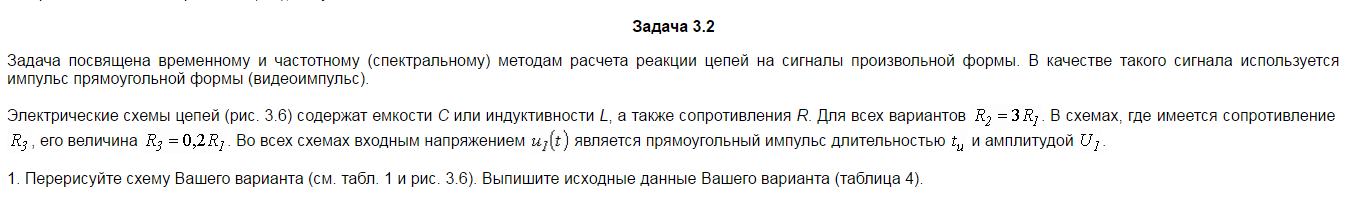 Задача 3.2
Задача посвящена временному и частотному (спектральному) методам расчета реакции цепей на сигналы произвольной формы. В качестве такого сигнала используется
импульс прямоугольной формы (видеоимпульс).
Электрические схемы цепей (рис. 3.6) содержат емкости C или индуктивности L, а также сопротивления R. Для всех вариантов R₂ = 3R₁. В схемах, где имеется сопротивление
R₃, его величина R₃ = 0,2R₁. Во всех схемах входным напряжением u₁(t) является прямоугольный импульс длительностью tᵤ и амплитудой U₁.
1. Перерисуйте схему Вашего варианта (см. табл. 1 и рис. 3.6). Выпишите исходные данные Вашего варианта (таблица 4).